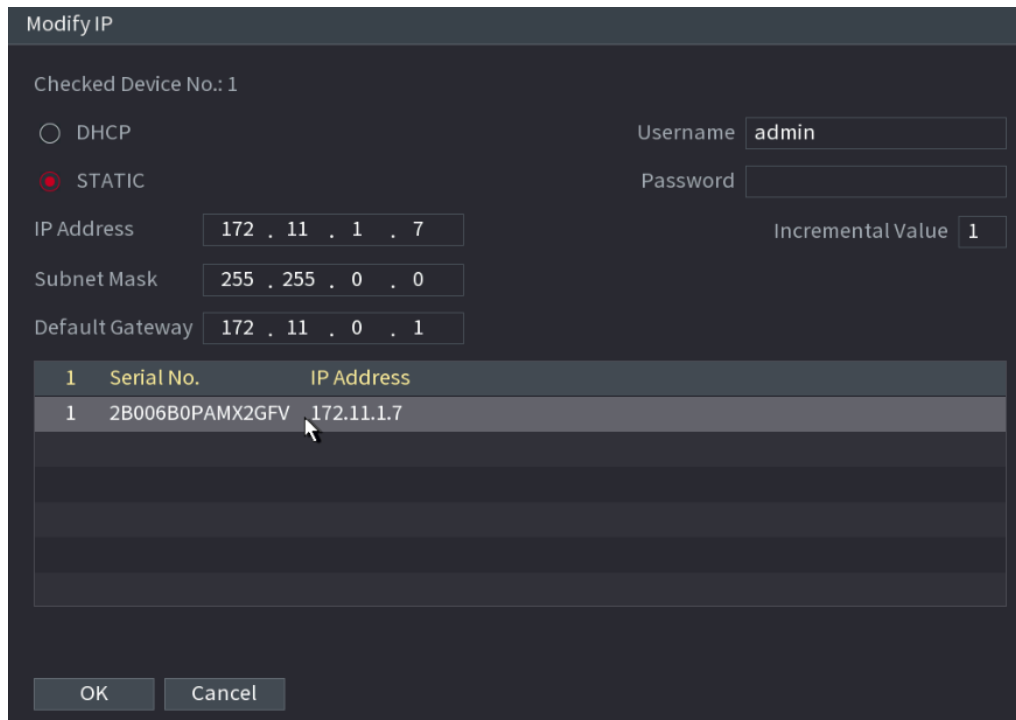 Modify IP
Checked Device No.: 1
DHCP
Username admin
STATIC
Password
IP Address 172 . 11 . 1 . 7
Incremental Value 1
Subnet Mask 255 . 255 . 0 . 0
Default Gateway 172 . 11 . 0 . 1
1 Serial No. IP Address
1 2B006B0PAMX2GFV 172.11.1.7
OK Cancel